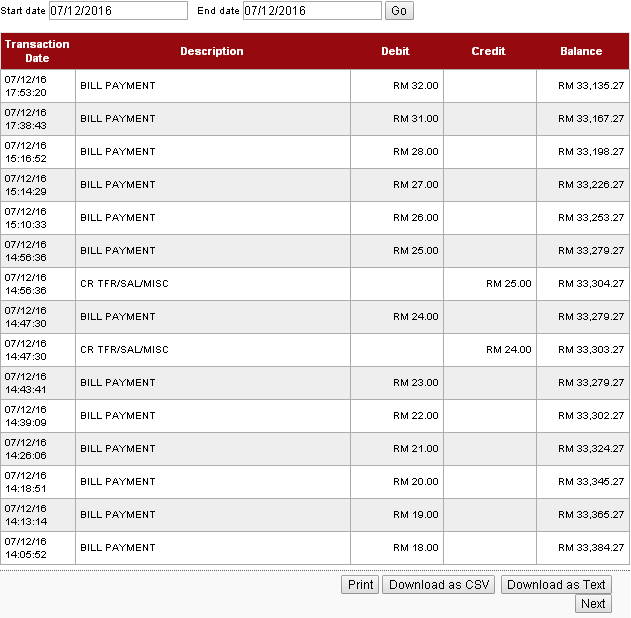 Start date 07/12/2016 End date 07/12/2016 Go
Transaction Date Description Debit Credit Balance
07/12/16 17:53:20 BILL PAYMENT RM 32.00 RM 33,135.27
07/12/16 17:38:43 BILL PAYMENT RM 31.00 RM 33,167.27
07/12/16 15:16:52 BILL PAYMENT RM 28.00 RM 33,198.27
07/12/16 15:14:29 BILL PAYMENT RM 27.00 RM 33,226.27
07/12/16 15:10:33 BILL PAYMENT RM 26.00 RM 33,253.27
07/12/16 14:56:36 BILL PAYMENT RM 25.00 RM 33,279.27
07/12/16 14:56:36 CR TFR/SAL/MISC RM 25.00 RM 33,304.27
07/12/16 14:47:30 BILL PAYMENT RM 24.00 RM 33,279.27
07/12/16 14:47:30 CR TFR/SAL/MISC RM 24.00 RM 33,303.27
07/12/16 14:43:41 BILL PAYMENT RM 23.00 RM 33,279.27
07/12/16 14:39:09 BILL PAYMENT RM 22.00 RM 33,302.27
07/12/16 14:26:06 BILL PAYMENT RM 21.00 RM 33,324.27
07/12/16 14:18:51 BILL PAYMENT RM 20.00 RM 33,345.27
07/12/16 14:13:14 BILL PAYMENT RM 19.00 RM 33,365.27
07/12/16 14:05:52 BILL PAYMENT RM 18.00 RM 33,384.27
Print Download as CSV Download as Text
Next